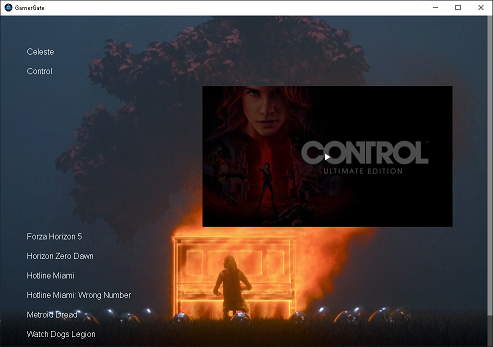 GamerGate
Celeste
Control
CONTROL
ULTIMATE EDITION
Forza Horizon 5
Horizon Zero Dawn
Hotline Miami
Hotline Miami: Wrong Number
Metroid Dread
Watch Dogs Legion